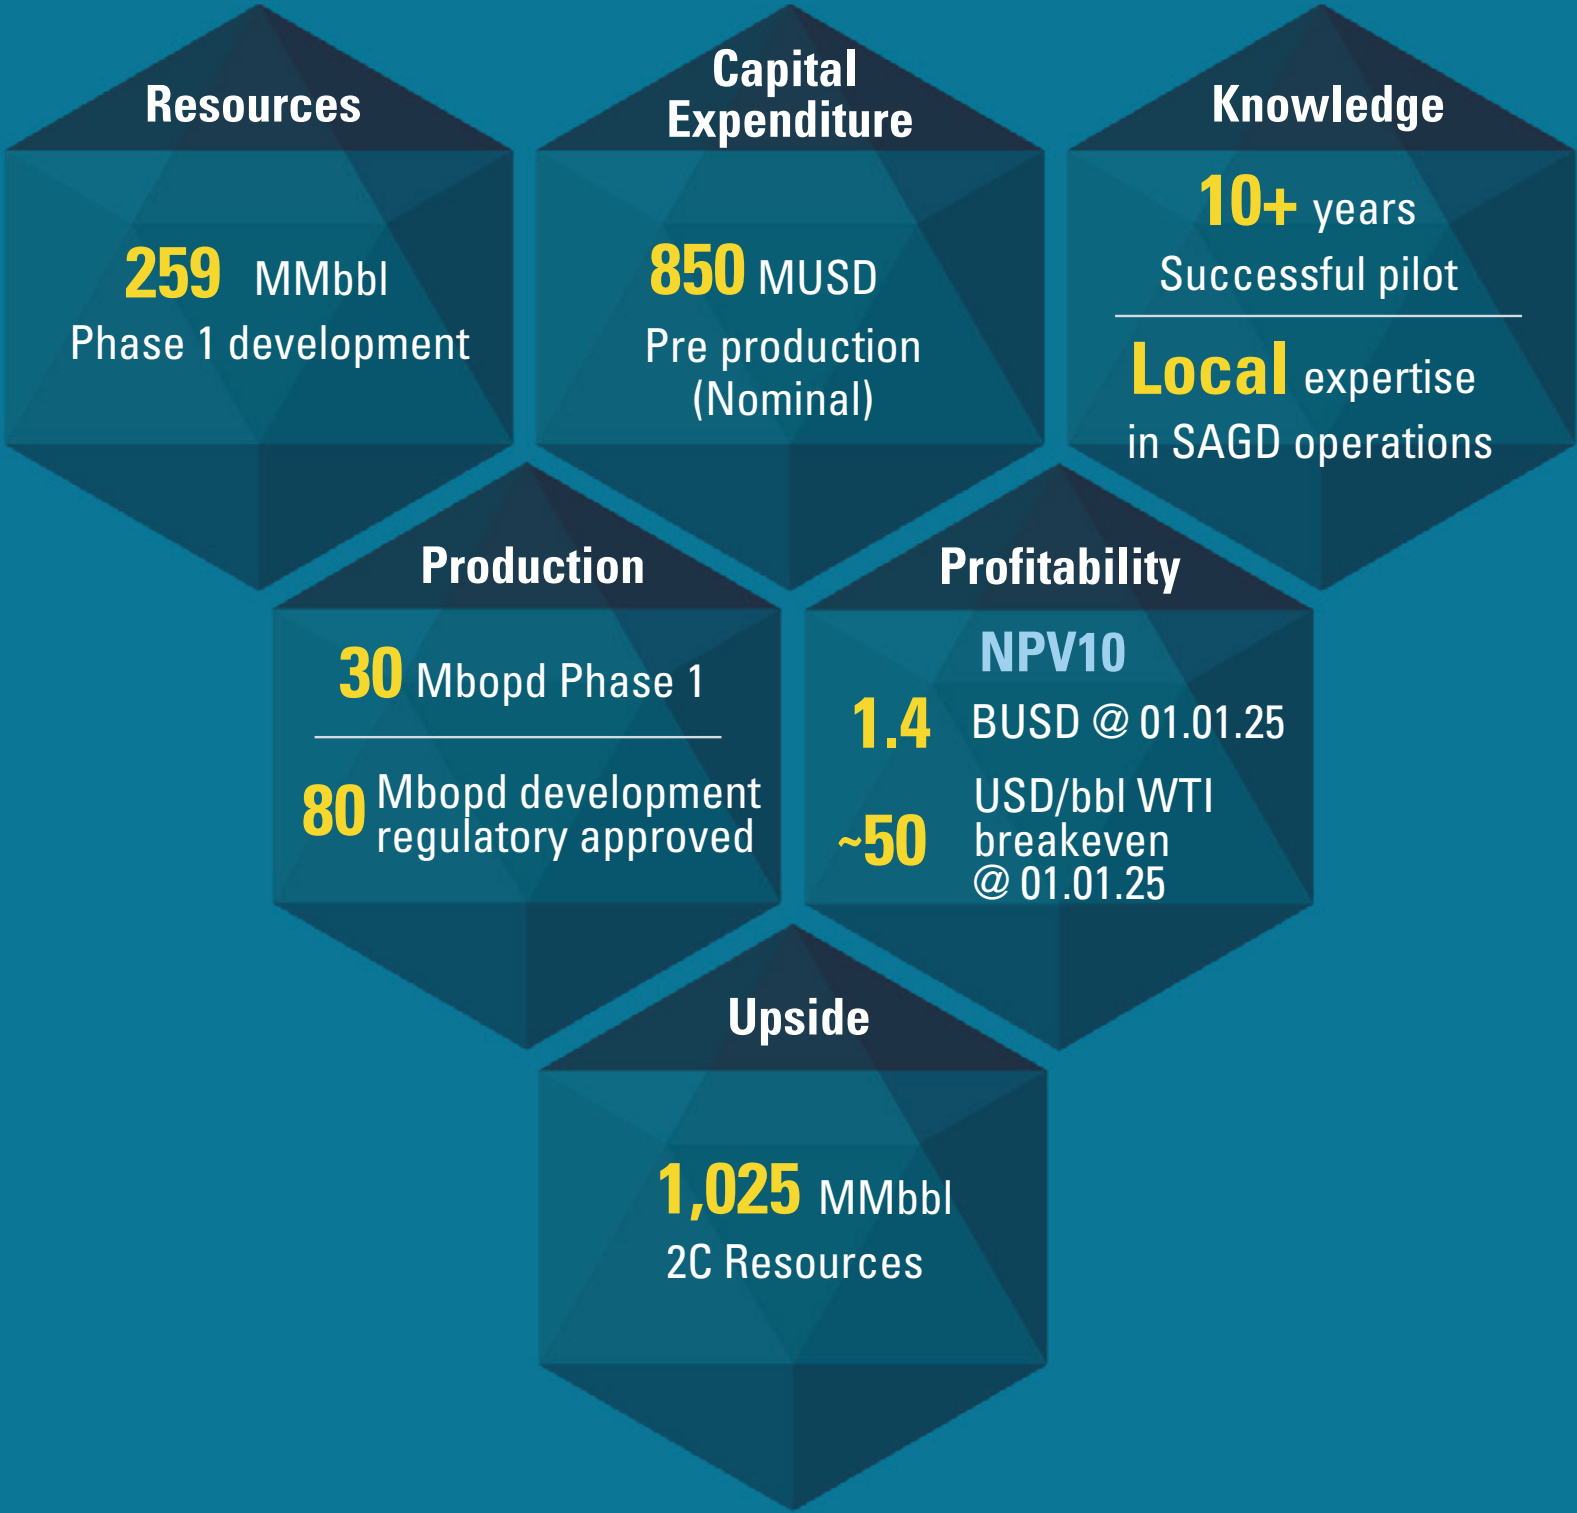 Resources
259 MMbbl
Phase 1 development
Capital
Expenditure
850 MUSD
Pre production
(Nominal)
Knowledge
10+ years
Successful pilot
Local expertise
in SAGD operations
Production
30 Mbopd Phase 1
80 Mbopd development
regulatory approved
Profitability
NPV10
1.4 BUSD @ 01.01.25
~50 USD/bbl WTI
breakeven
@ 01.01.25
Upside
1,025 MMbbl
2C Resources